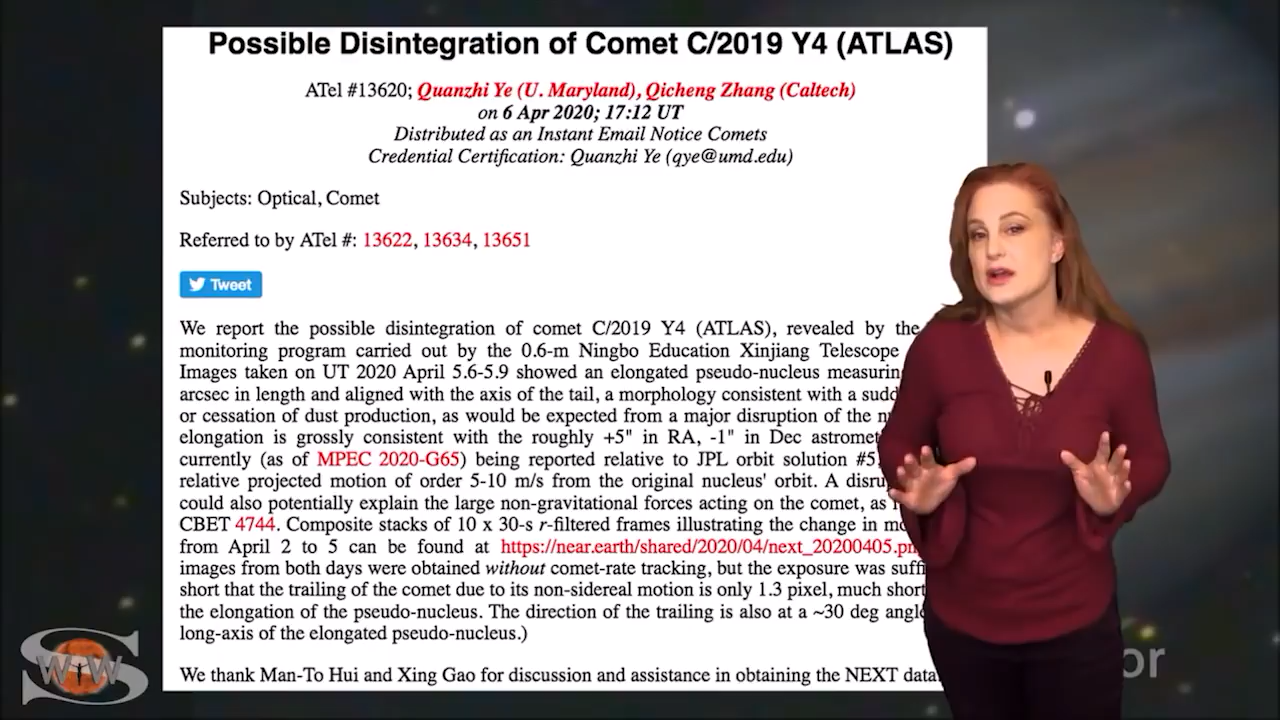 Possible Disintegration of Comet C/2019 Y4 (ATLAS)
ATel #13620; Quanzhi Ye (U. Maryland), Qicheng Zhang (Caltech)
on 6 Apr 2020; 17:12 UT
Distributed as an Instant Email Notice Comets
Credential Certification: Quanzhi Ye (qye@umd.edu)
Subjects: Optical, Comet
Referred to by ATel #: 13622, 13634, 13651
Tweet
We report the possible disintegration of comet C/2019 Y4 (ATLAS), revealed by the
monitoring program carried out by the 0.6-m Ningbo Education Xinjiang Telescope
Images taken on UT 2020 April 5.6-5.9 showed an elongated pseudo-nucleus
arcsec in length and aligned with the axis of the tail, a morphology consistent with a
or cessation of dust production, as would be expected from a major disruption of the
elongation is grossly consistent with the roughly +5" in RA, -1" in Dec
currently (as of MPEC 2020-G65) being reported relative to JPL orbit solution #5
relative projected motion of order 5-10 m/s from the original nucleus' orbit. A
could also potentially explain the large non-gravitational forces acting on the comet, as
CBET 4744. Composite stacks of 10 x 30-s r-filtered frames illustrating the change in
from April 2 to 5 can be found at https://near.earth/shared/2020/04/next_20200405.pn
images from both days were obtained without comet-rate tracking, but the exposure was
short that the trailing of the comet due to its non-sidereal motion is only 1.3 pixel, much
the elongation of the pseudo-nucleus. The direction of the trailing is also at a ~30 deg
long-axis of the elongated pseudo-nucleus.)
We thank Man-To Hui and Xing Gao for discussion and assistance in obtaining the NEXT data.
S WTW
or